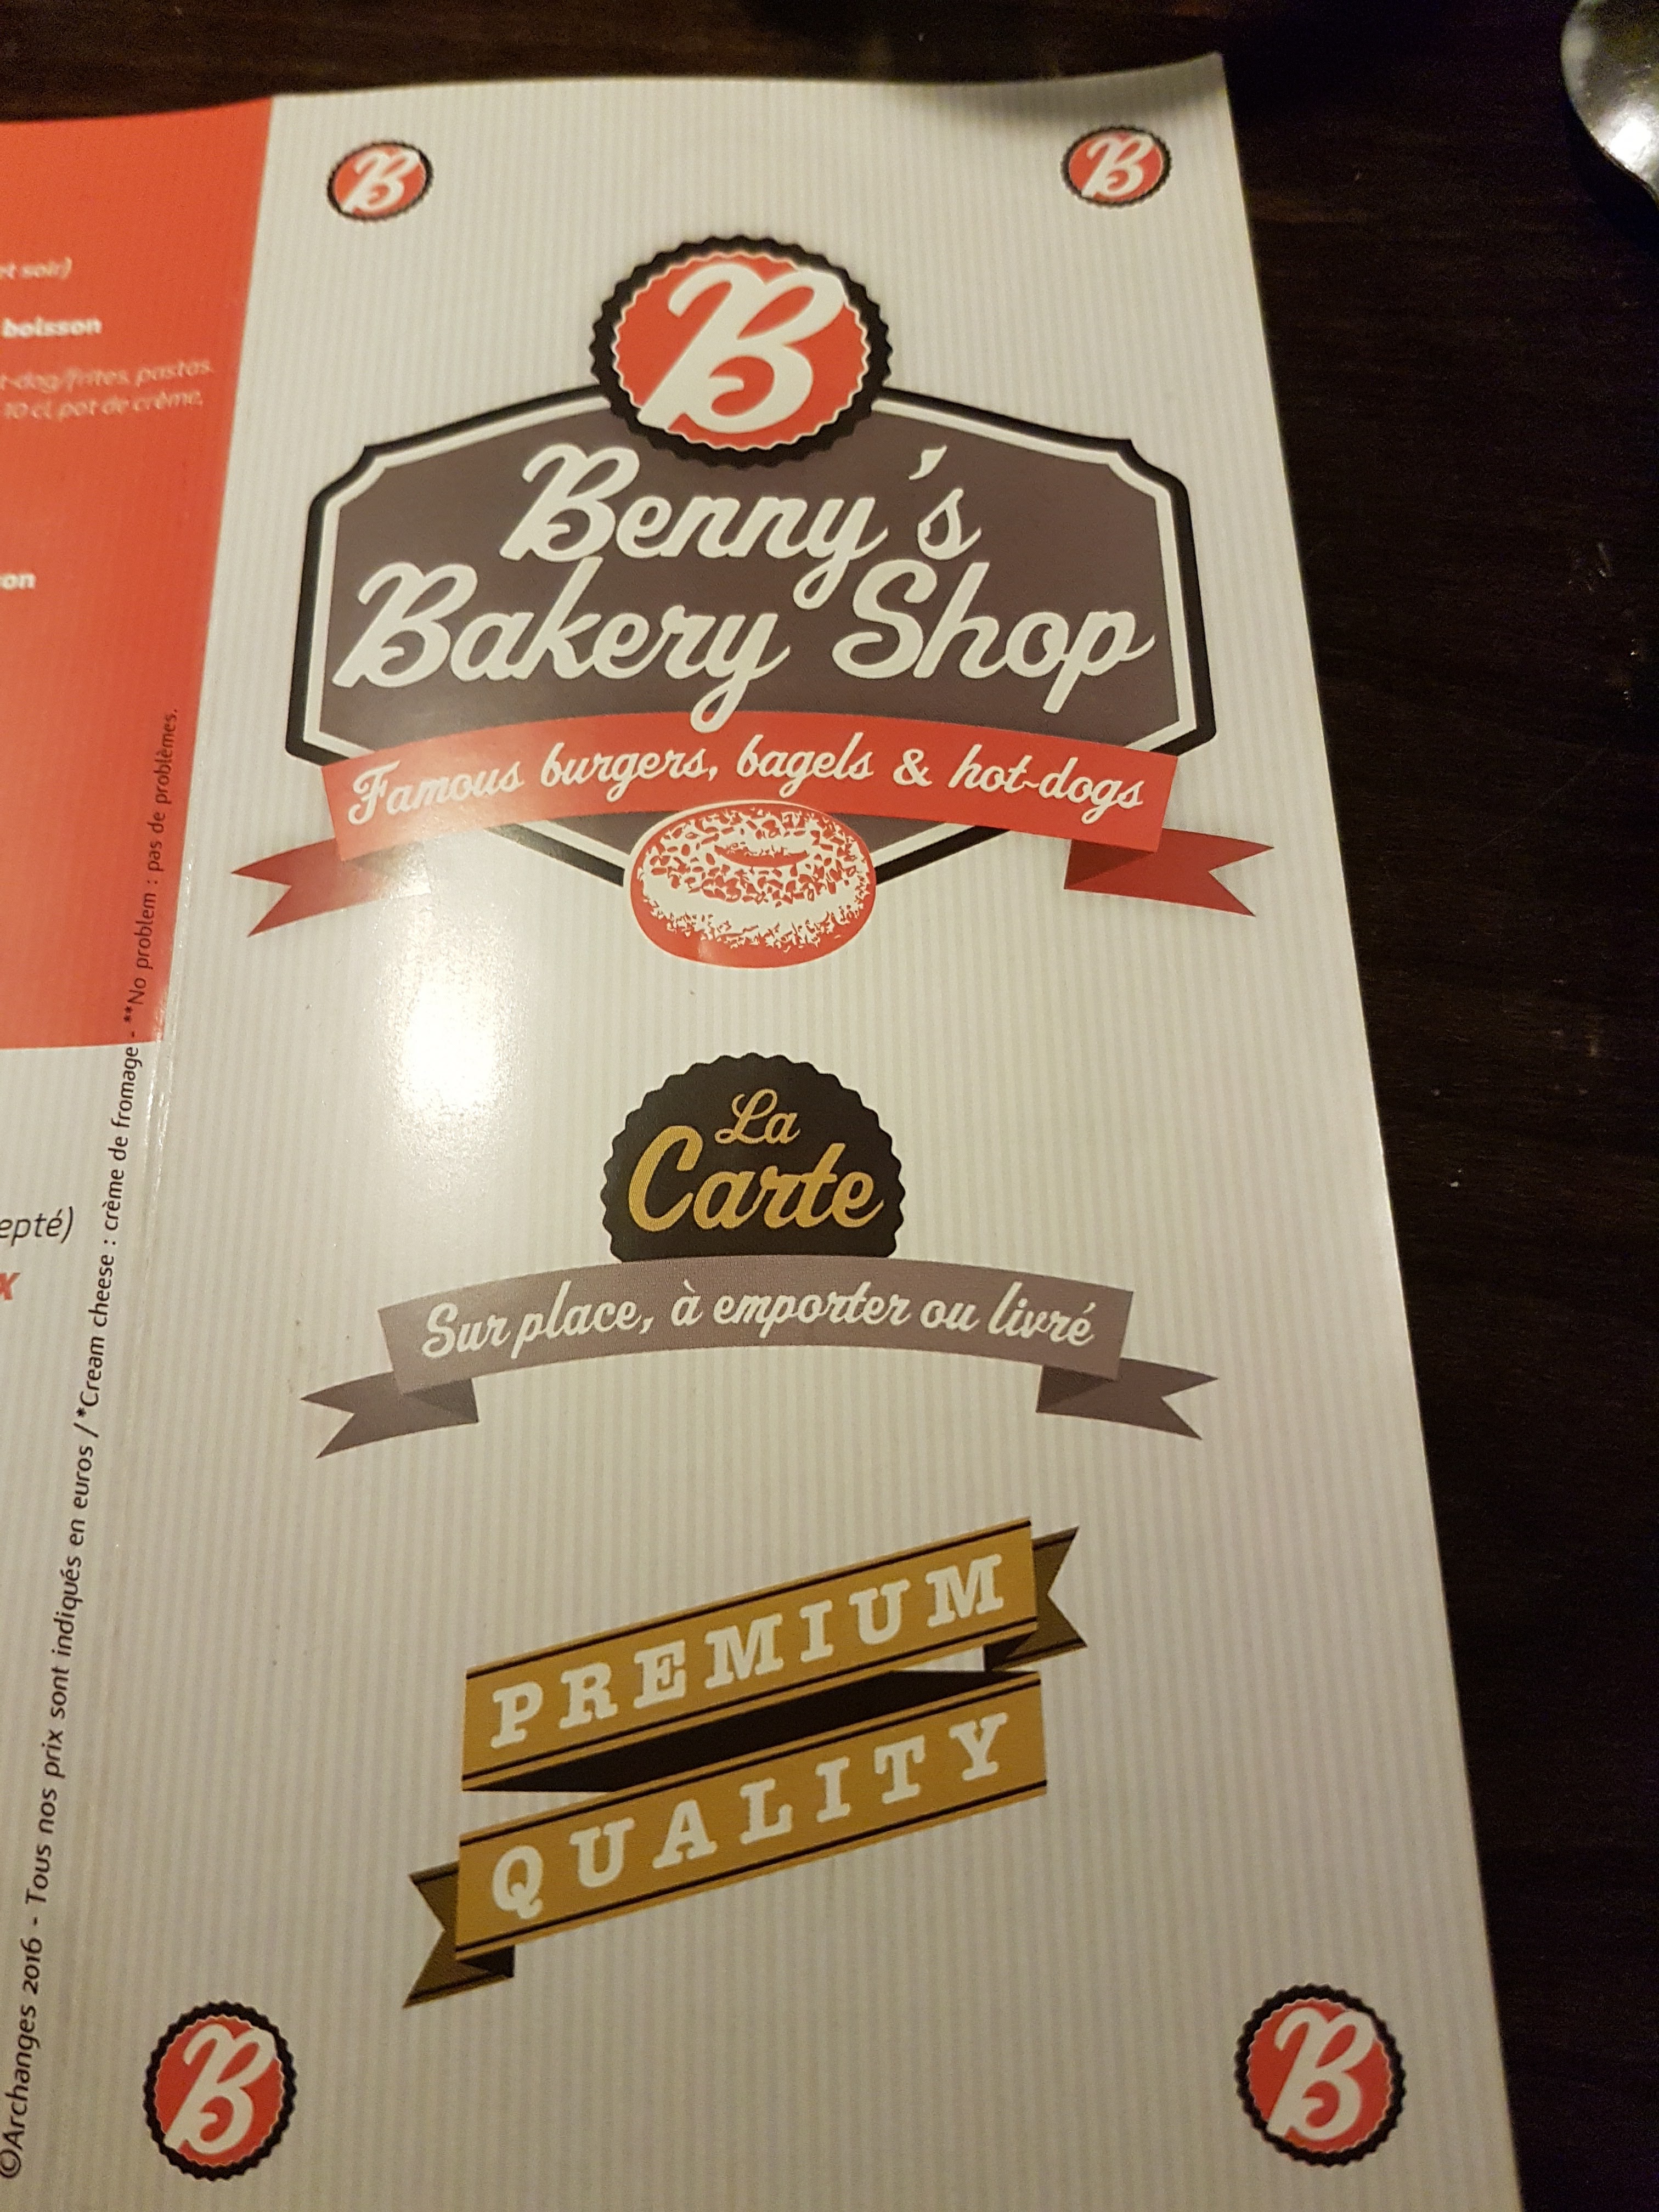 et soir)
boisson
t-dog/frites, pastas.
10 cl, pot de crème,
on
epté)
x
©Archanges 2016 - Tous nos prix sont indiqués en euros / *Cream cheese : crème de fromage - **No problem : pas de problèmes.
B
B
B
Benny's
Bakery Shop
Famous burgers, bagels & hot-dogs
La
Carte
Sur place, à emporter ou livré
PREMIUM
QUALITY
B
B